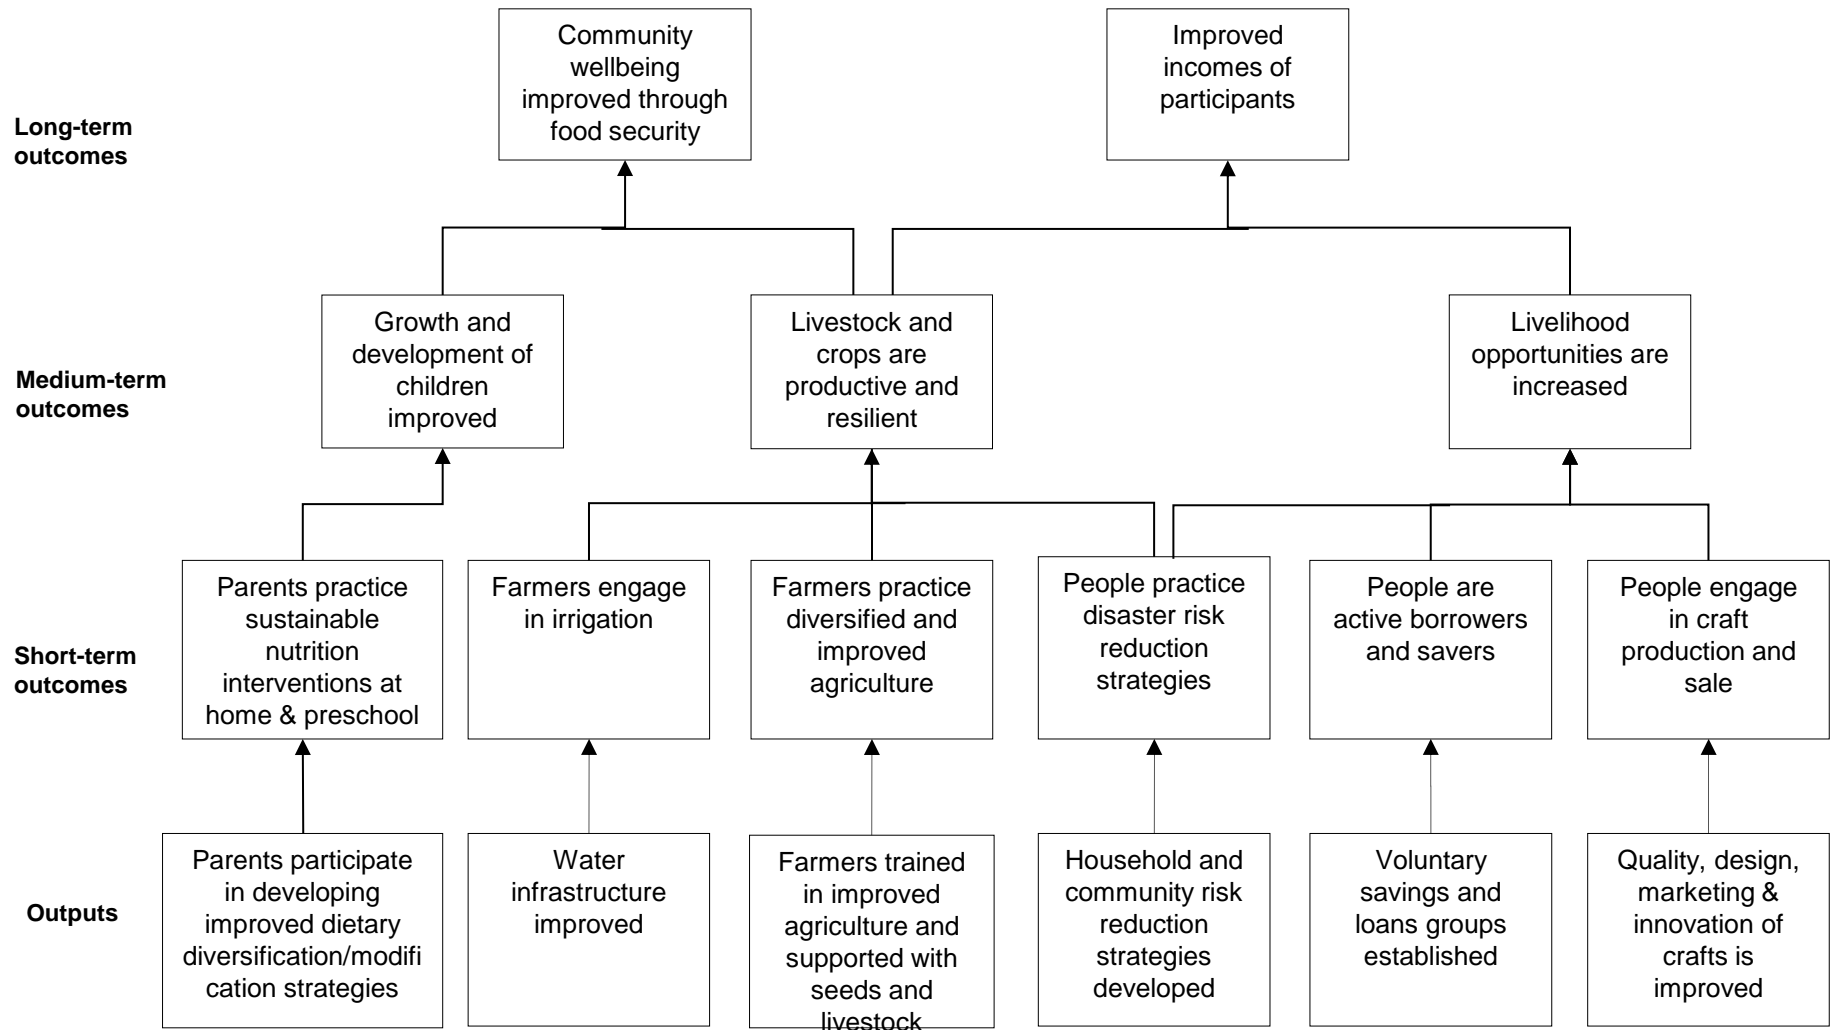 Long-term
outcomes
Community
wellbeing
improved through
food security
Improved
incomes of
participants
Medium-term
outcomes
Growth and
development of
children
improved
Livestock and
crops are
productive and
resilient
Livelihood
opportunities are
increased
Short-term
outcomes
Parents practice
sustainable
nutrition
interventions at
home & preschool
Farmers engage
in irrigation
Farmers practice
diversified and
improved
agriculture
People practice
disaster risk
reduction
strategies
People are
active borrowers
and savers
People engage
in craft
production and
sale
Outputs
Parents participate
in developing
improved dietary
diversification/modifi
cation strategies
Water
infrastructure
improved
Farmers trained
in improved
agriculture and
supported with
seeds and
livestock
Household and
community risk
reduction
strategies
developed
Voluntary
savings and
loans groups
established
Quality, design,
marketing &
innovation of
crafts is
improved